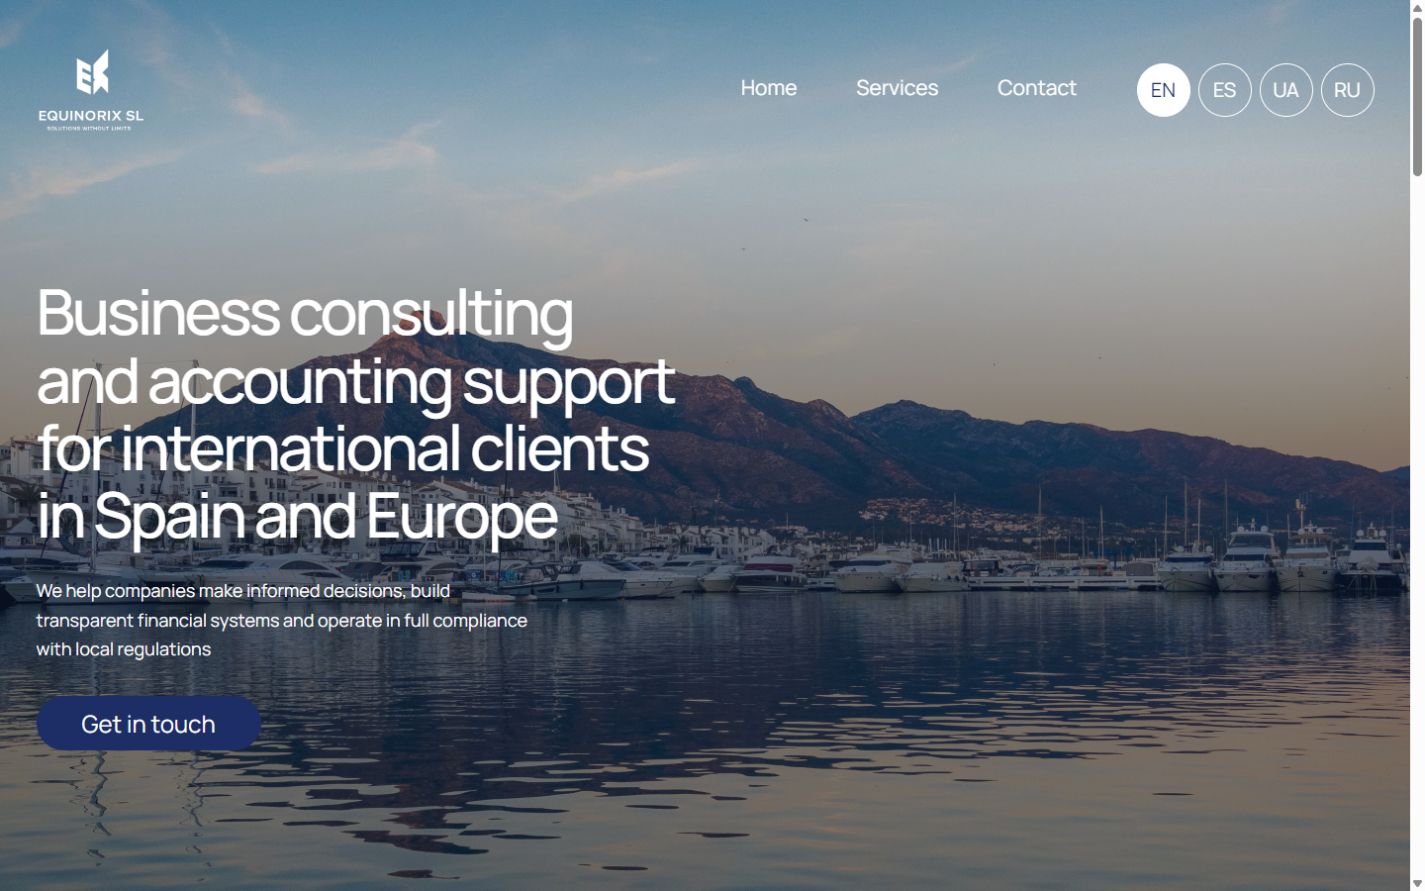 EQUINORIX SL
SOLUTIONS WITHOUT LIMITS
Home
Services
Contact
EN
ES
UA
RU
Business consulting
and accounting support
for international clients
in Spain and Europe
We help companies make informed decisions, build
transparent financial systems and operate in full compliance
with local regulations
Get in touch